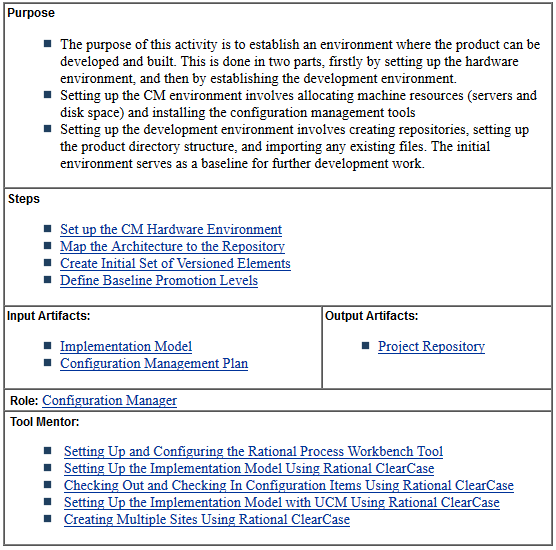 Purpose
The purpose of this activity is to establish an environment where the product can be
developed and built. This is done in two parts, firstly by setting up the hardware
environment, and then by establishing the development environment.
Setting up the CM environment involves allocating machine resources (servers and
disk space) and installing the configuration management tools
Setting up the development environment involves creating repositories, setting up
the product directory structure, and importing any existing files. The initial
environment serves as a baseline for further development work.
Steps
Set up the CM Hardware Environment
Map the Architecture to the Repository
Create Initial Set of Versioned Elements
Define Baseline Promotion Levels
Input Artifacts:
Implementation Model
Configuration Management Plan
Output Artifacts:
Project Repository
Role: Configuration Manager
Tool Mentor:
Setting Up and Configuring the Rational Process Workbench Tool
Setting Up the Implementation Model Using Rational ClearCase
Checking Out and Checking In Configuration Items Using Rational ClearCase
Setting Up the Implementation Model with UCM Using Rational ClearCase
Creating Multiple Sites Using Rational ClearCase